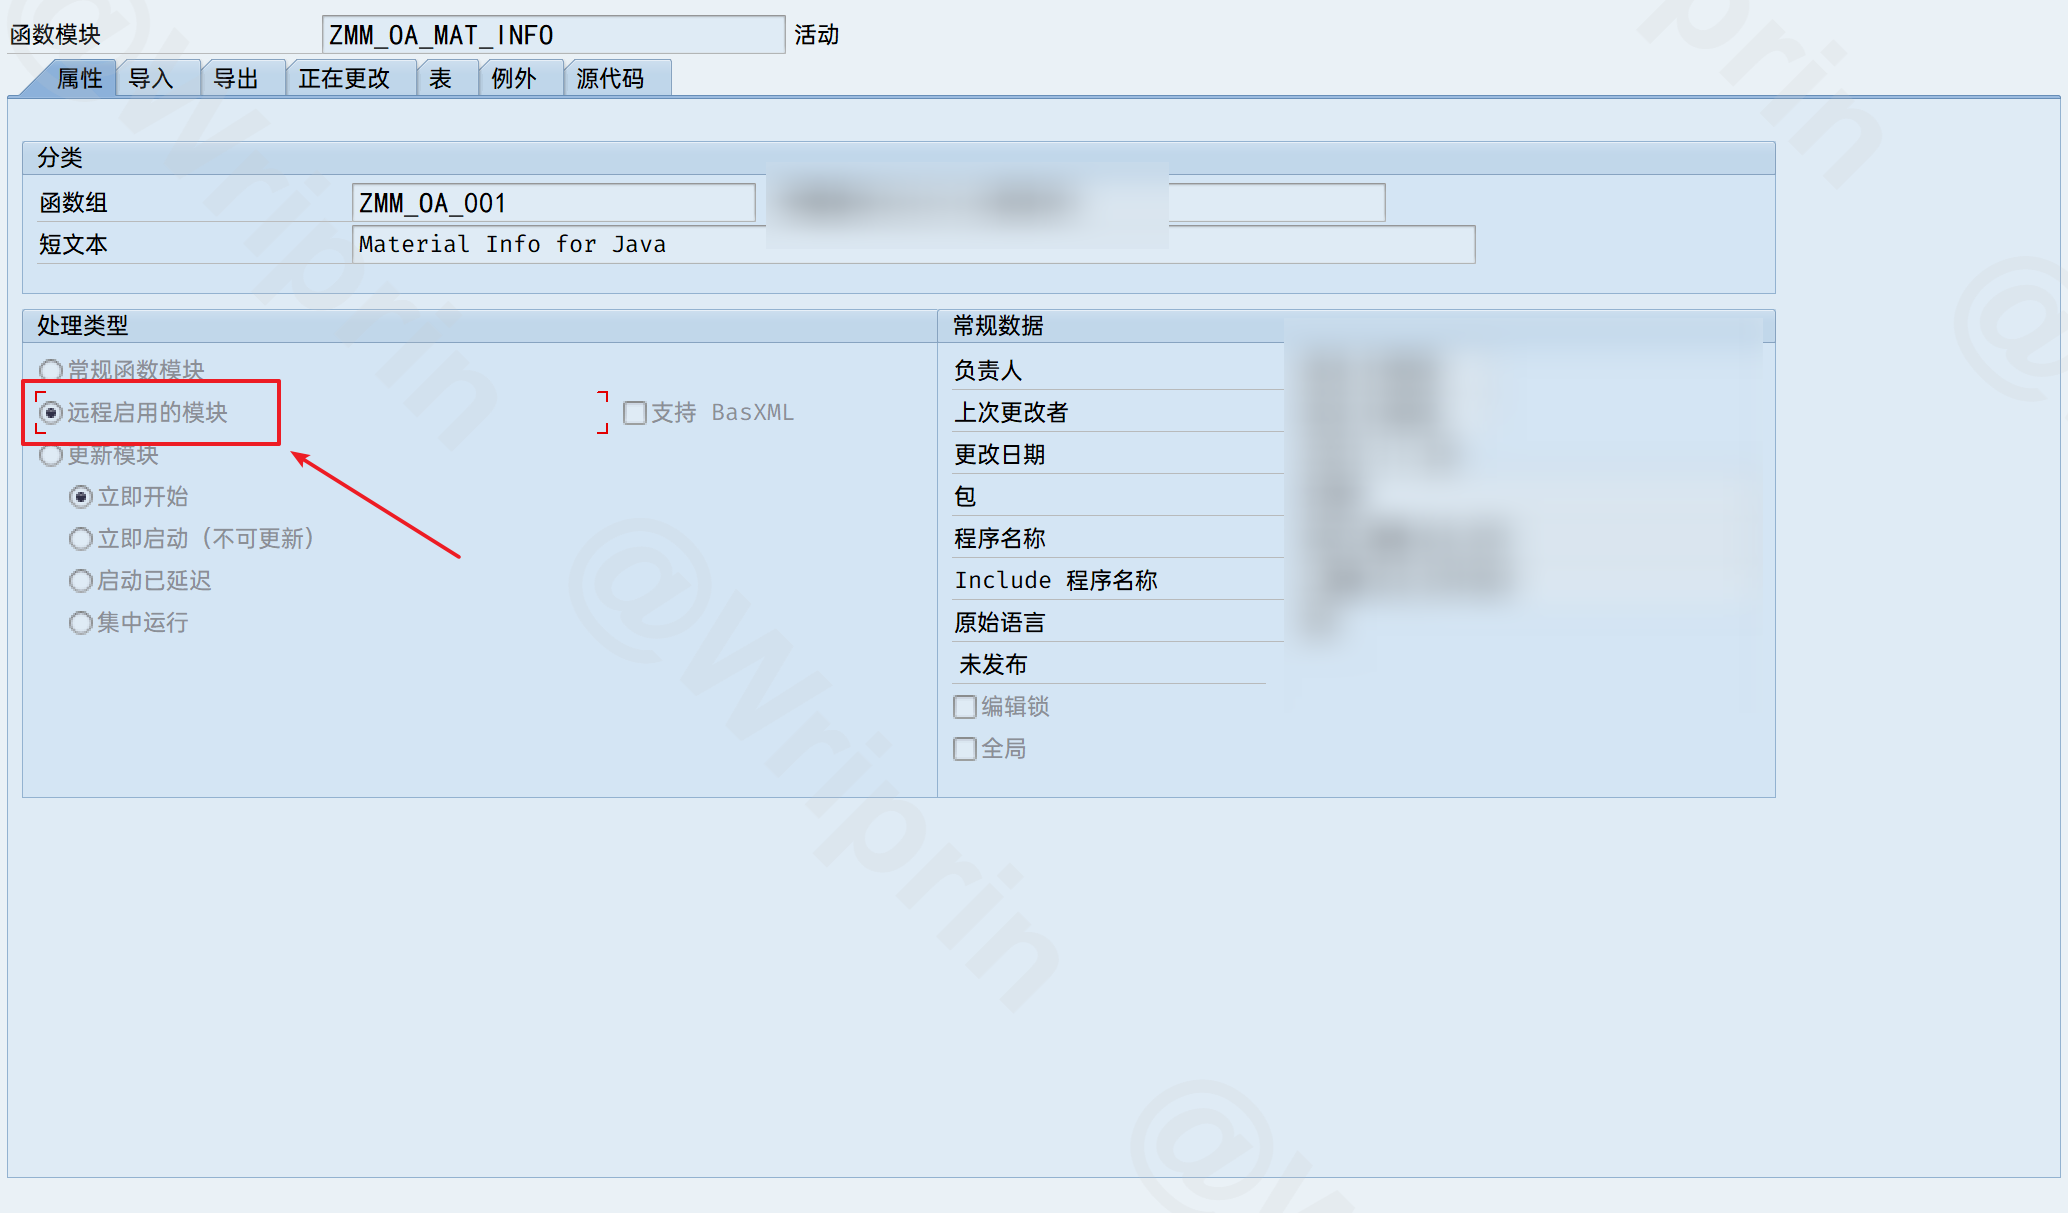 函数模块 ZMM_OA_MAT_INFO 活动
属性 导入 导出 正在更改 表 例外 源代码
分类
函数组 ZMM_OA_001
短文本 Material Info for Java
处理类型
常规函数模块
远程启用的模块 支持 BasXML
更新模块
立即开始
立即启动（不可更新）
启动已延迟
集中运行
常规数据
负责人
上次更改者
更改日期
包
程序名称
Include 程序名称
原始语言
未发布
编辑锁
全局
@Wriprin
@Wriprin